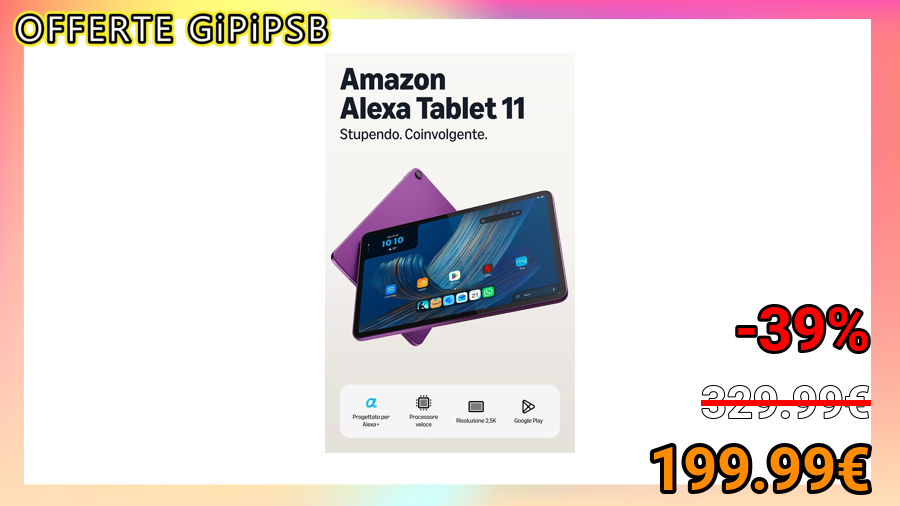 OFFERTE GiPiPSB
Amazon
Alexa Tablet 11
Stupendo. Coinvolgente.
10:10
21
Progettato per
Alexa+
Processore
veloce
Risoluzione 2,5K
Google Play
-39%
329.99€
199.99€